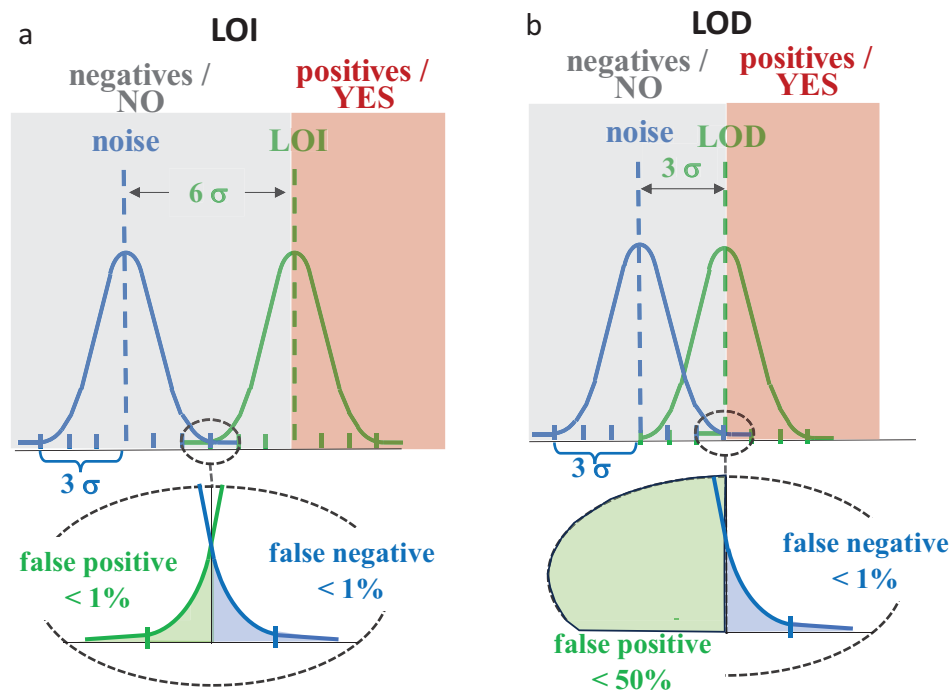 a
LOI
negatives /
NO
positives /
YES
noise
LOI
6 σ
3 σ
false positive
< 1%
false negative
< 1%
b
LOD
negatives /
NO
positives /
YES
noise
LOD
3 σ
3 σ
false negative
< 1%
false positive
< 50%